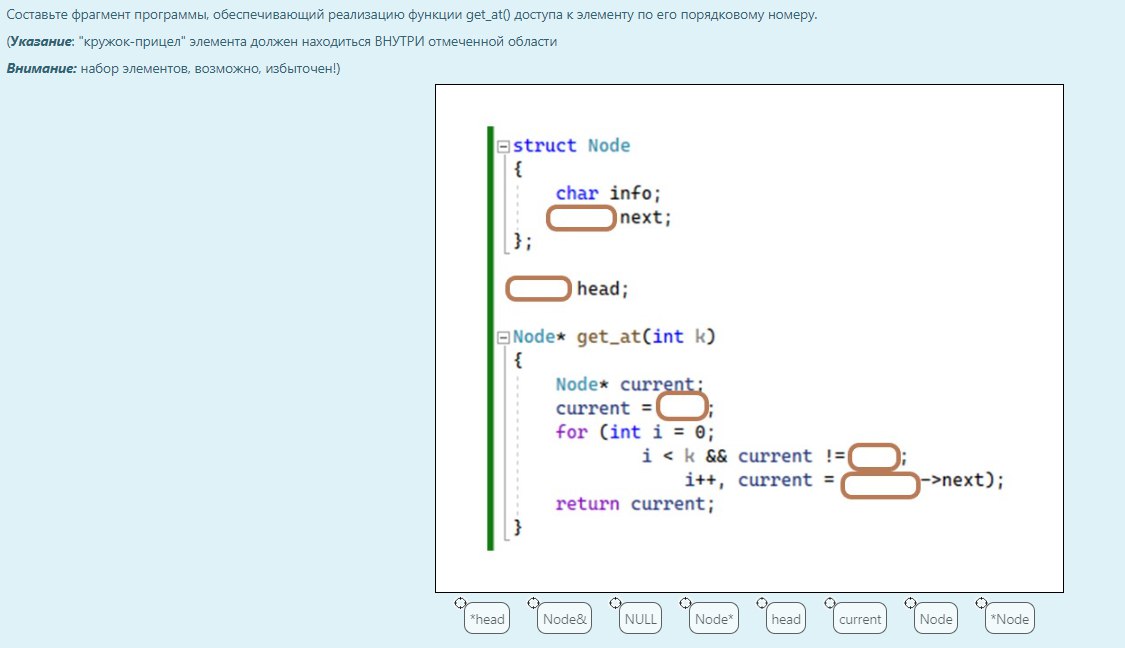 Составьте фрагмент программы, обеспечивающий реализацию функции get_at() доступа к элементу по его порядковому номеру.
(Указание: "кружок-прицел" элемента должен находиться ВНУТРИ отмеченной области
Внимание: набор элементов, возможно, избыточен!)
struct Node
{
char info;
next;
};
head;
Node* get_at(int k)
{
Node* current;
current = ;
for (int i = 0;
i < k && current != ;
i++, current = ->next);
return current;
}
*head Node& NULL Node* head current Node *Node